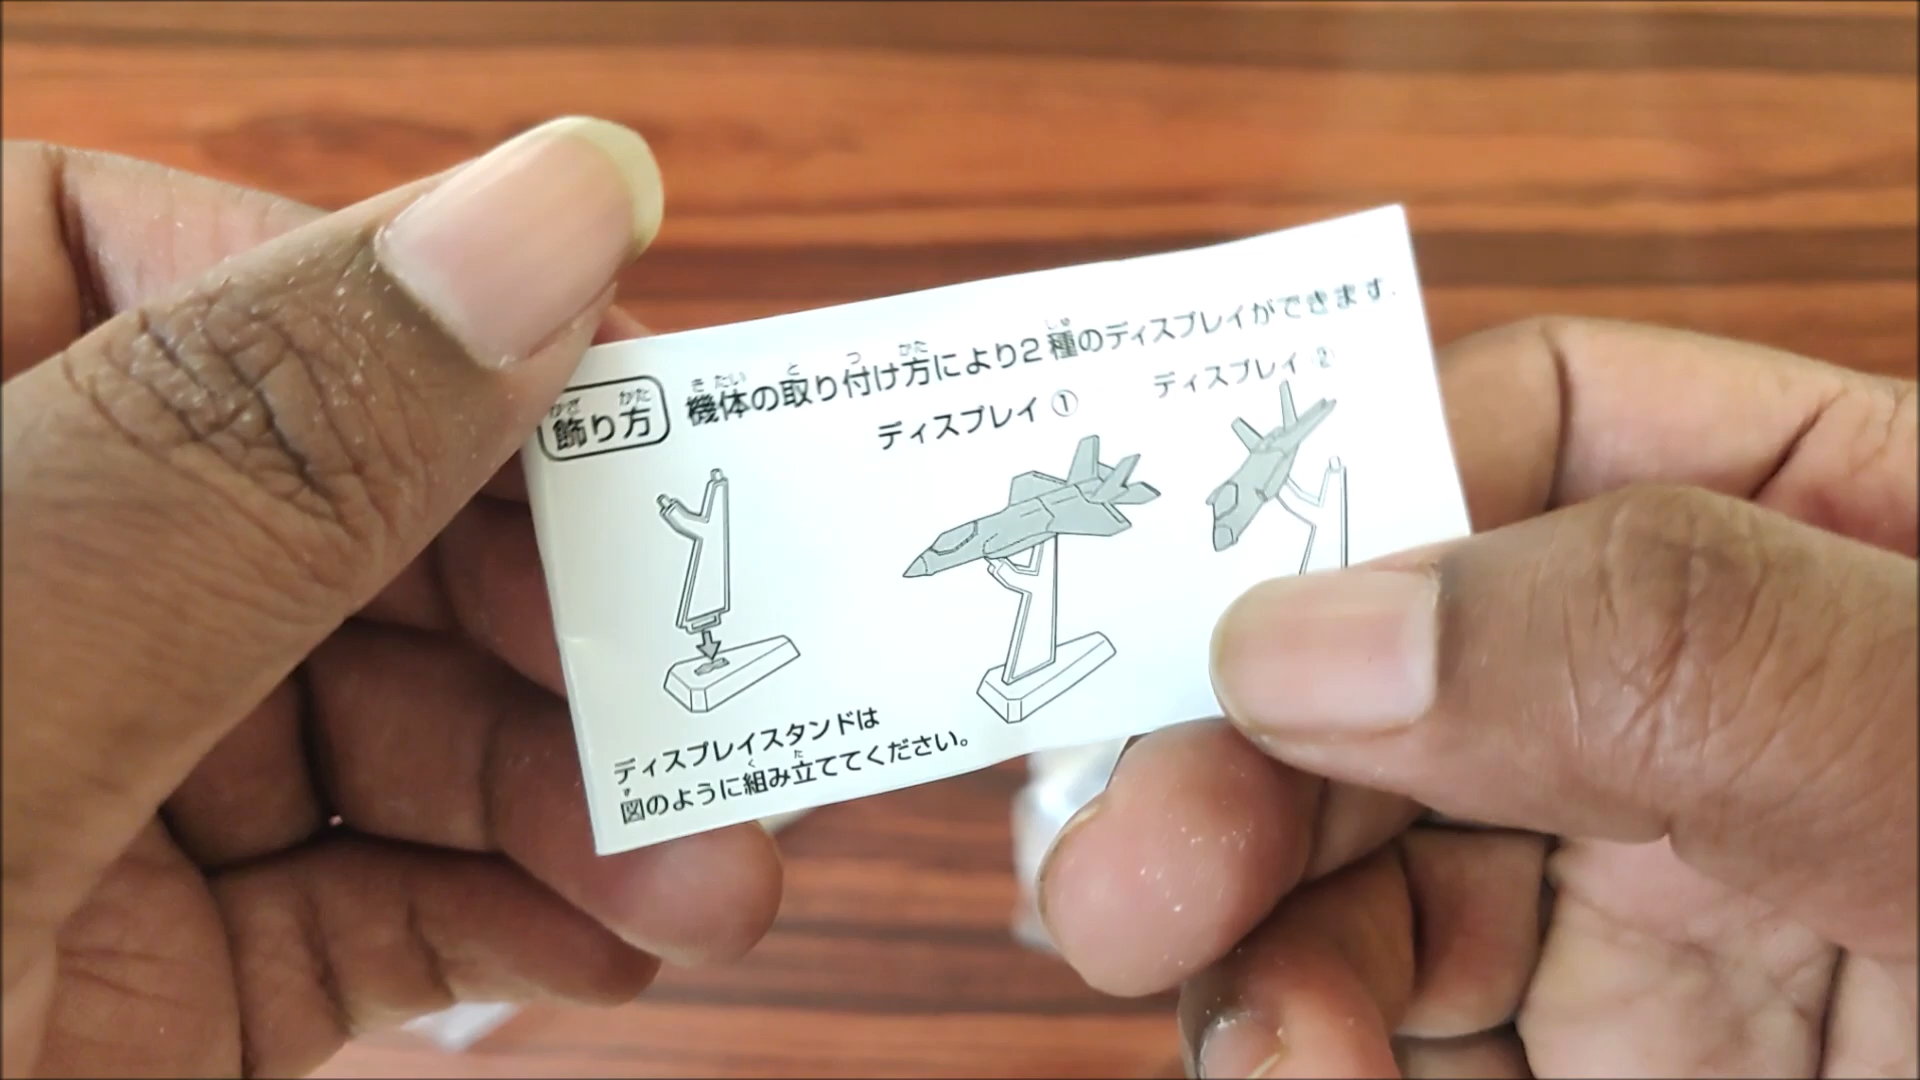 飾り方
機体の取り付け方により2種のディスプレイができます.
ディスプレイ ①
ディスプレイ ②
ディスプレイスタンドは
図のように組み立ててください。